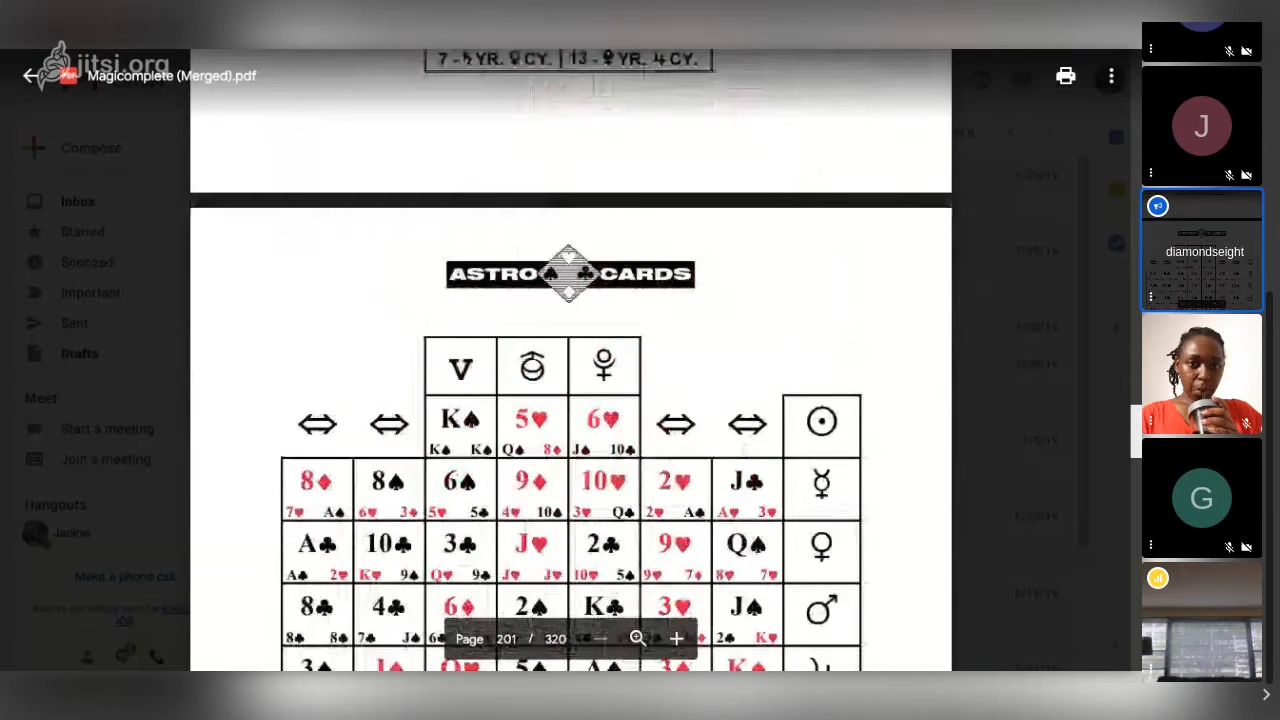 jitsi.org
Magicomplete (Merged).pdf
7 - ♄ YR. ♀ CY. | 13 - ♀ YR. ♃ CY.
Compose
Inbox
Starred
Snoozed
Important
Sent
Drafts
Meet
Start a meeting
Join a meeting
Hangouts
Janine
Make a phone call
iOS
ASTRO CARDS
V
K♠ 5♥ 6♥
K♠ K♠ Q♠ 8♦ J♠ 10♣
8♦ 8♠ 6♠ 9♦ 10♥ 2♥ J♣
7♥ A♠ 6♥ 3♦ 5♥ 5♣ 4♥ 10♠ 3♥ Q♣ 2♥ A♣ A♥ 3♥
A♣ 10♣ 3♣ J♥ 2♣ 9♥ Q♠
A♣ 2♥ K♥ 9♠ Q♥ 9♣ J♥ J♥ 10♥ 5♠ 9♥ 7♦ 8♥ 7♥
8♣ 4♣ 6♦ 2♠ K♣ 3♥ J♠
8♣ 8♣ 7♣ J♠ 2♣ K♥
Page 201 / 320
3♠ Q♥ 5♠ A♠ 3♦ K♠
J
diamondseight
G